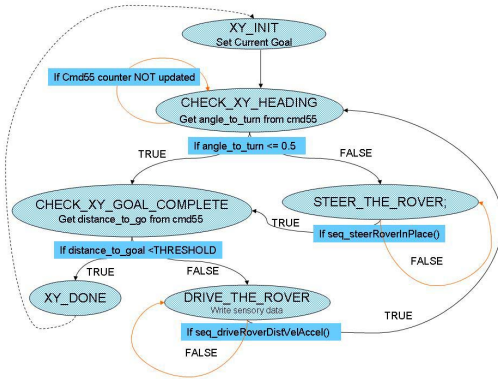 XY_INIT
Set Current Goal
If Cmd55 counter NOT updated
CHECK_XY_HEADING
Get angle_to_turn from cmd55
If angle_to_turn <= 0.5
TRUE
FALSE
CHECK_XY_GOAL_COMPLETE
Get distance_to_go from cmd55
STEER_THE_ROVER;
TRUE
If seq_steerRoverInPlace()
If distance_to_goal <THRESHOLD
FALSE
TRUE
FALSE
XY_DONE
DRIVE_THE_ROVER
Write sensory data
TRUE
If seq_driveRoverDistVelAccel()
FALSE